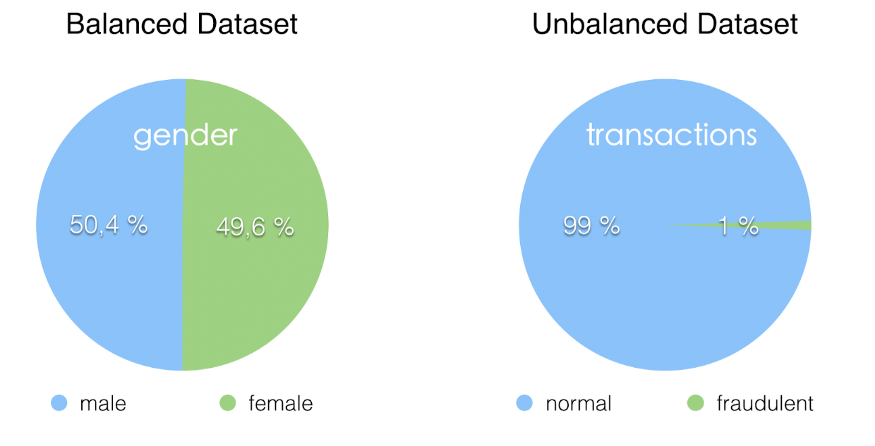 Balanced Dataset
gender
50,4 %
49,6 %
male
female
Unbalanced Dataset
transactions
99 %
1 %
normal
fraudulent